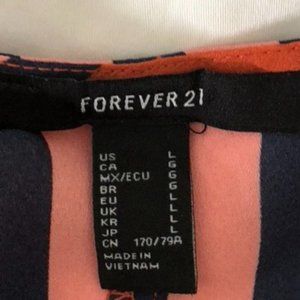 FOREVER 21
US L
CA G
MX/ECU G
BR G
EU L
UK L
KR L
JP L
CN 170/79A
MADE IN
VIETNAM